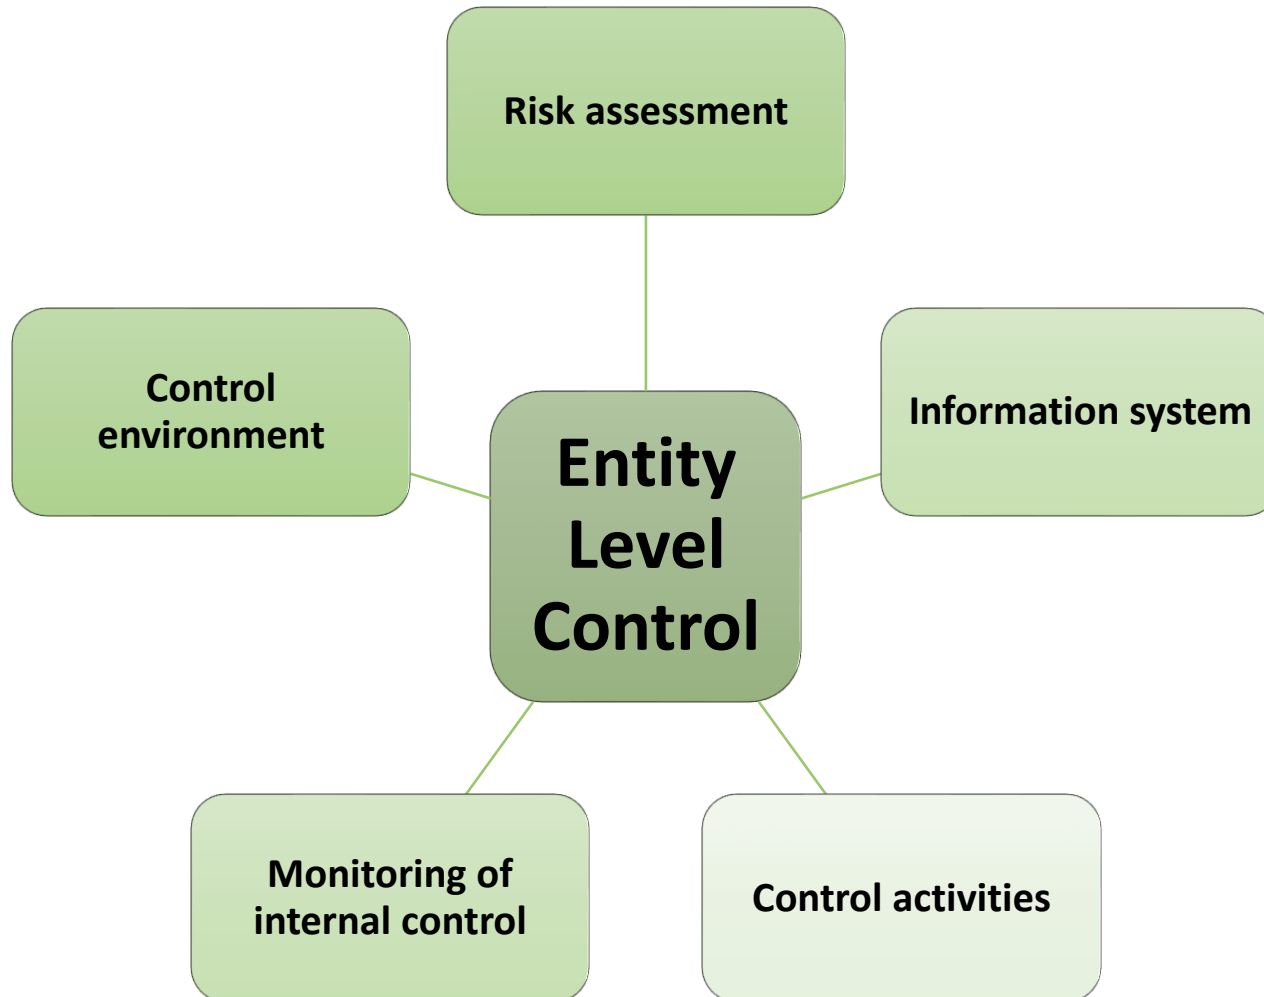 Risk assessment
Control
environment
Information system
Entity
Level
Control
Monitoring of
internal control
Control activities